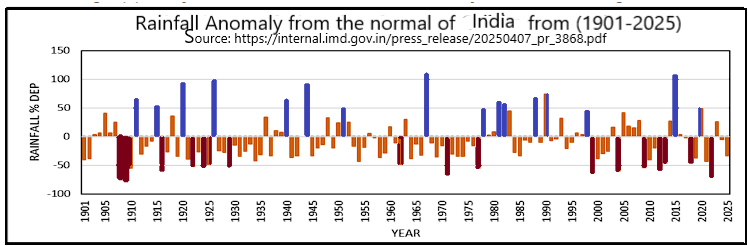 Rainfall Anomaly from the normal of India from (1901-2025)
Source: https://internal.imd.gov.in/press_release/20250407_pr_3868.pdf
RAINFALL % DEP
150
100
50
0
-50
-100
1901 1905 1910 1915 1920 1925 1930 1935 1940 1945 1950 1955 1960 1965 1970 1975 1980 1985 1990 1995 2000 2005 2010 2015 2020 2025
YEAR